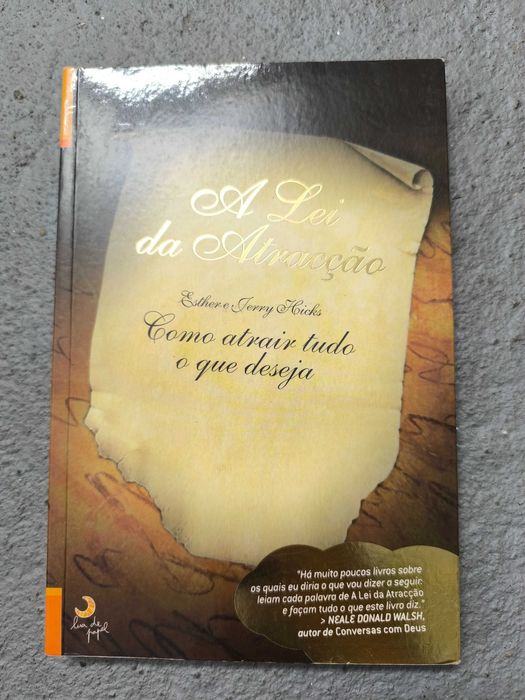 A Lei
da Atracção
Esther e Jerry Hicks
Como atrair tudo
o que deseja
"Há muito poucos livros sobre
os quais eu diria o que vou dizer a seguir:
leiam cada palavra de A Lei da Atracção
e façam tudo o que este livro diz."
> NEALE DONALD WALSH,
autor de Conversas com Deus
lua de
papel